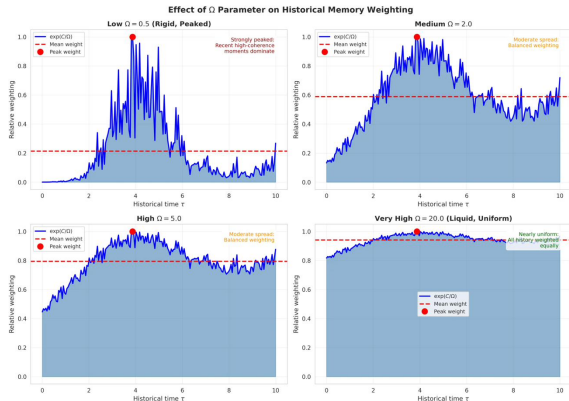 Effect of Ω Parameter on Historical Memory Weighting
Low Ω = 0.5 (Rigid, Peaked)
exp(C/Ω)
Mean weight
Peak weight
Strongly peaked:
Recent high-coherence
moments dominate
Relative weighting
1.0
0.8
0.6
0.4
0.2
0.0
0 2 4 6 8 10
Historical time τ
Medium Ω = 2.0
exp(C/Ω)
Mean weight
Peak weight
Moderate spread:
Balanced weighting
Relative weighting
1.0
0.8
0.6
0.4
0.2
0.0
0 2 4 6 8 10
Historical time τ
High Ω = 5.0
exp(C/Ω)
Mean weight
Peak weight
Moderate spread:
Balanced weighting
Relative weighting
1.0
0.8
0.6
0.4
0.2
0.0
0 2 4 6 8 10
Historical time τ
Very High Ω = 20.0 (Liquid, Uniform)
Nearly uniform:
All history weighted
equally
exp(C/Ω)
Mean weight
Peak weight
Relative weighting
1.0
0.8
0.6
0.4
0.2
0.0
0 2 4 6 8 10
Historical time τ